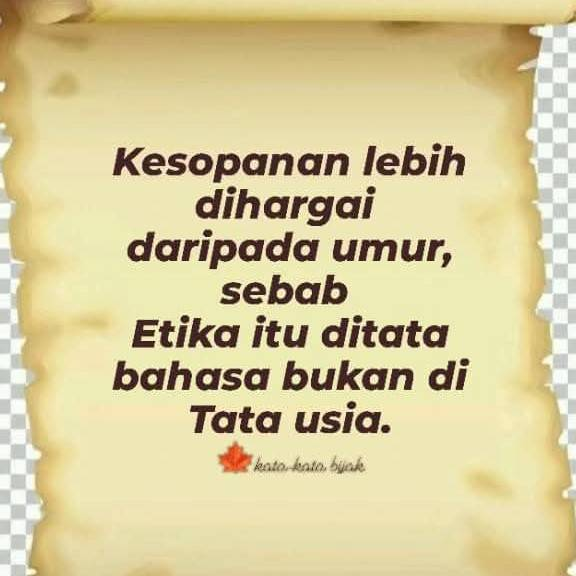 Kesopanan lebih
dihargai
daripada umur,
sebab
Etika itu ditata
bahasa bukan di
Tata usia.
kata-kata bijak